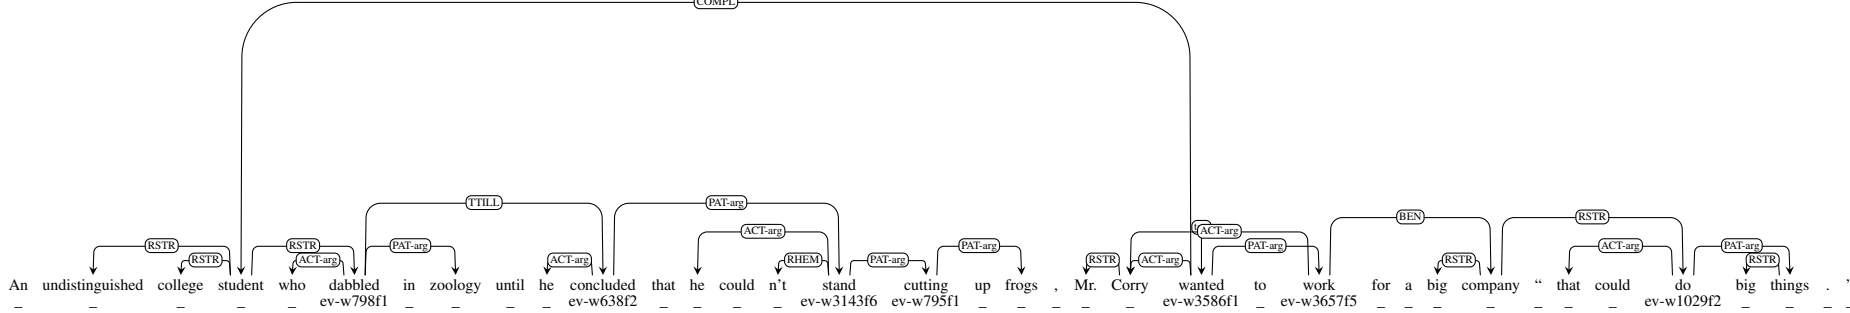 COMPL
TTILL PAT-arg
BEN RSTR
ACT-arg ACT-arg
RSTR RSTR PAT-arg PAT-arg PAT-arg ACT-arg PAT-arg
RSTR ACT-arg ACT-arg RHEM PAT-arg RSTR ACT-arg RSTR RSTR
An undistinguished college student who dabbled in zoology until he concluded that he could n't stand cutting up frogs , Mr. Corry wanted to work for a big company “ that could do big things . ’
_ _ _ _ _ ev-w798f1 _ _ _ _ ev-w638f2 _ _ _ _ ev-w3143f6 ev-w795f1 _ _ _ _ _ ev-w3586f1 _ ev-w3657f5 _ _ _ _ _ _ _ ev-w1029f2 _ _ _ _